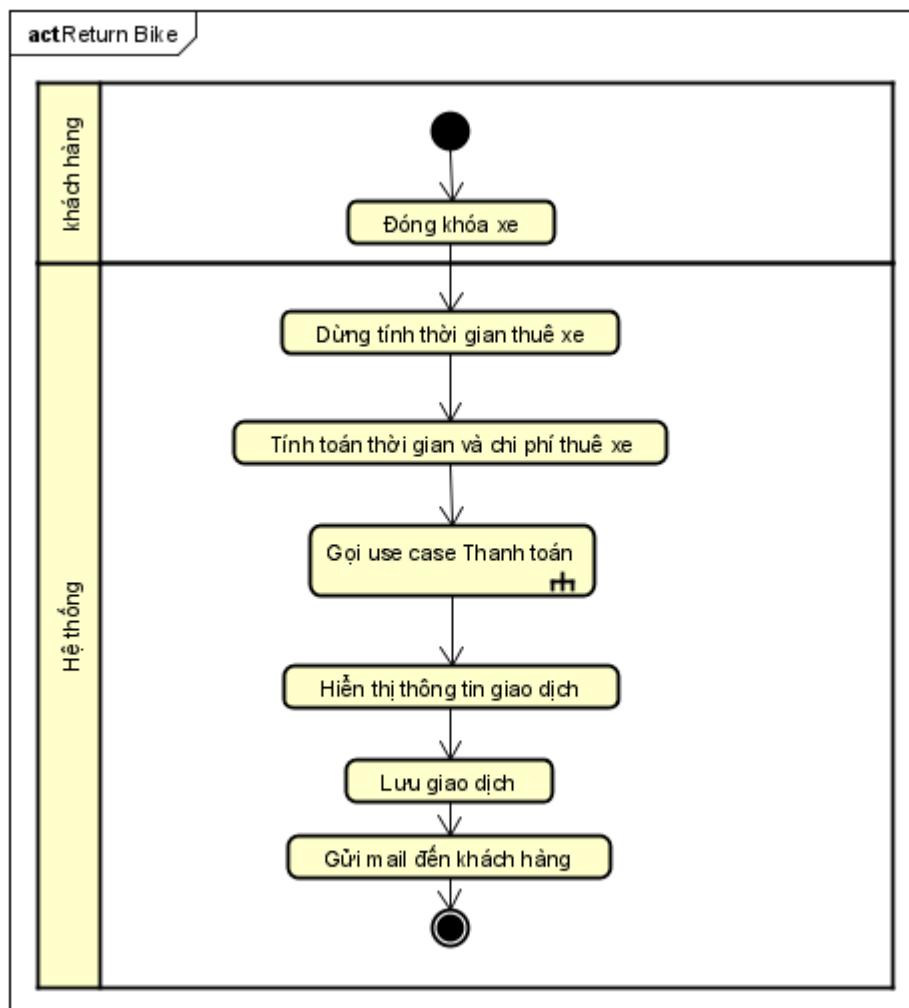 act Return Bike
khách hàng
Đóng khóa xe
Hệ thống
Dừng tính thời gian thuê xe
Tính toán thời gian và chi phí thuê xe
Gọi use case Thanh toán
Hiển thị thông tin giao dịch
Lưu giao dịch
Gửi mail đến khách hàng